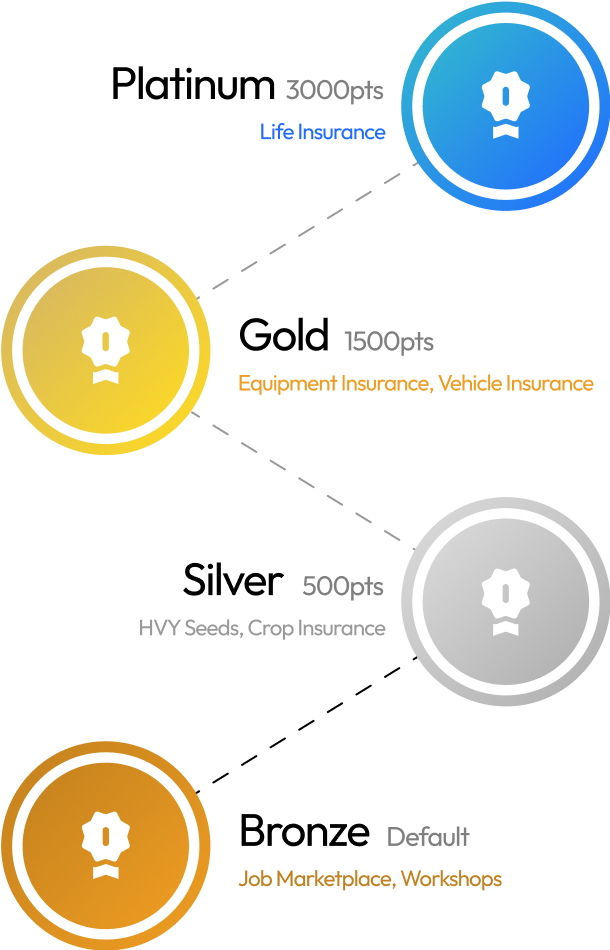 Platinum 3000pts
Life Insurance
Gold 1500pts
Equipment Insurance, Vehicle Insurance
Silver 500pts
HVY Seeds, Crop Insurance
Bronze Default
Job Marketplace, Workshops